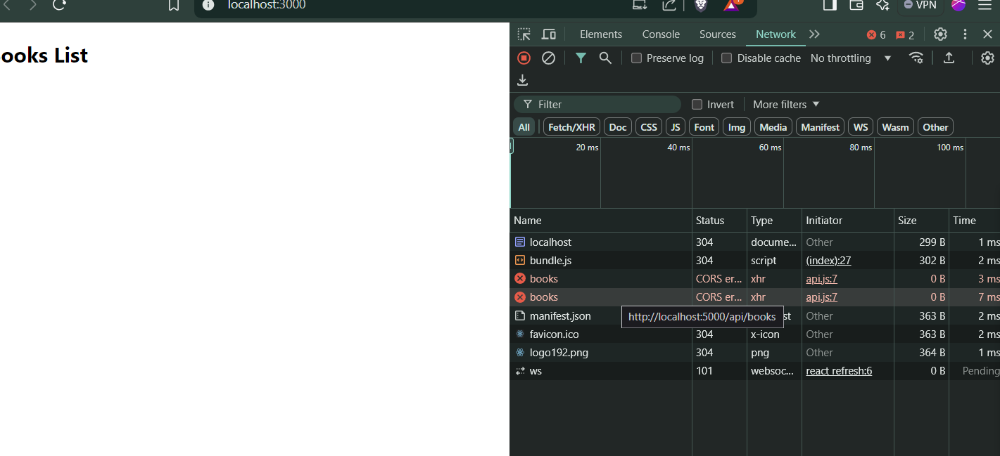 localhost:3000
VPN
ooks List
Elements Console Sources Network 6 2
Preserve log Disable cache No throttling
Filter Invert More filters
All Fetch/XHR Doc CSS JS Font Img Media Manifest WS Wasm Other
20 ms 40 ms 60 ms 80 ms 100 ms
Name Status Type Initiator Size Time
localhost 304 docume... Other 299 B 1 ms
bundle.js 304 script (index):27 302 B 2 ms
books CORS er... xhr api.js:7 0 B 3 ms
books CORS er... xhr api.js:7 0 B 7 ms
manifest.json st Other 363 B 2 ms
http://localhost:5000/api/books
favicon.ico 304 x-icon Other 363 B 2 ms
logo192.png 304 png Other 364 B 1 ms
ws 101 websoc... react refresh:6 0 B Pending